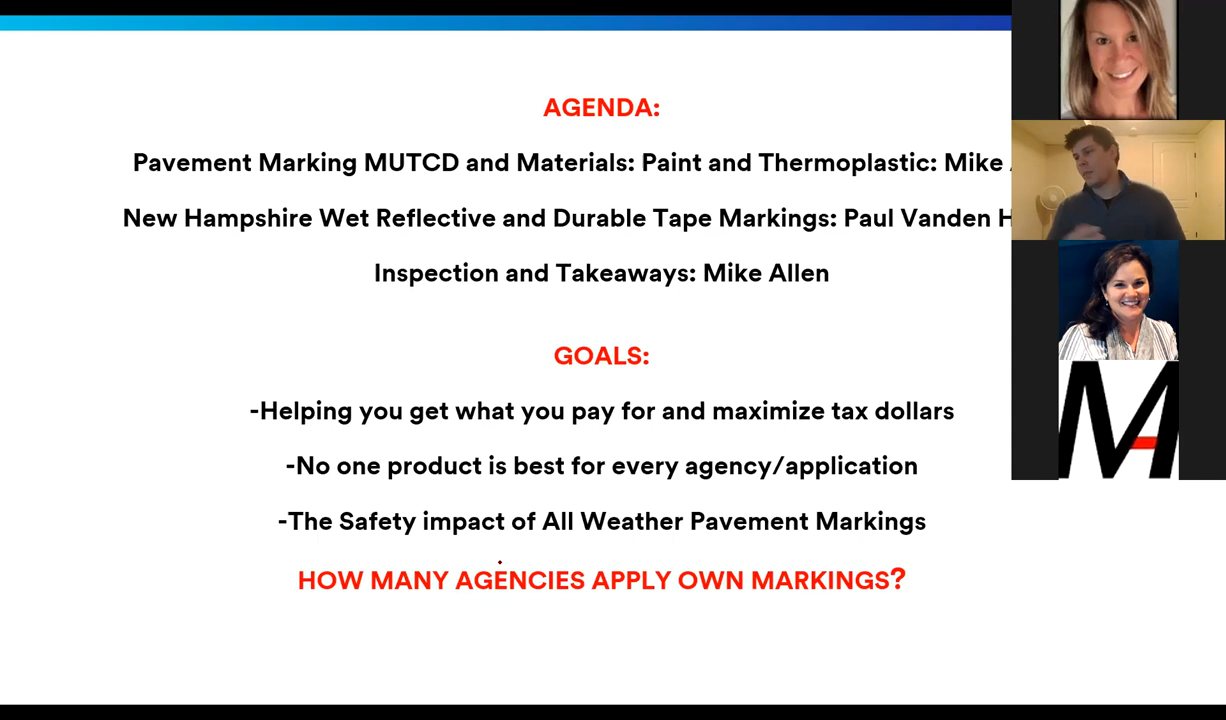 AGENDA:
Pavement Marking MUTCD and Materials: Paint and Thermoplastic: Mike
New Hampshire Wet Reflective and Durable Tape Markings: Paul Vanden
Inspection and Takeaways: Mike Allen
GOALS:
-Helping you get what you pay for and maximize tax dollars
-No one product is best for every agency/application
-The Safety impact of All Weather Pavement Markings
HOW MANY AGENCIES APPLY OWN MARKINGS?
MA